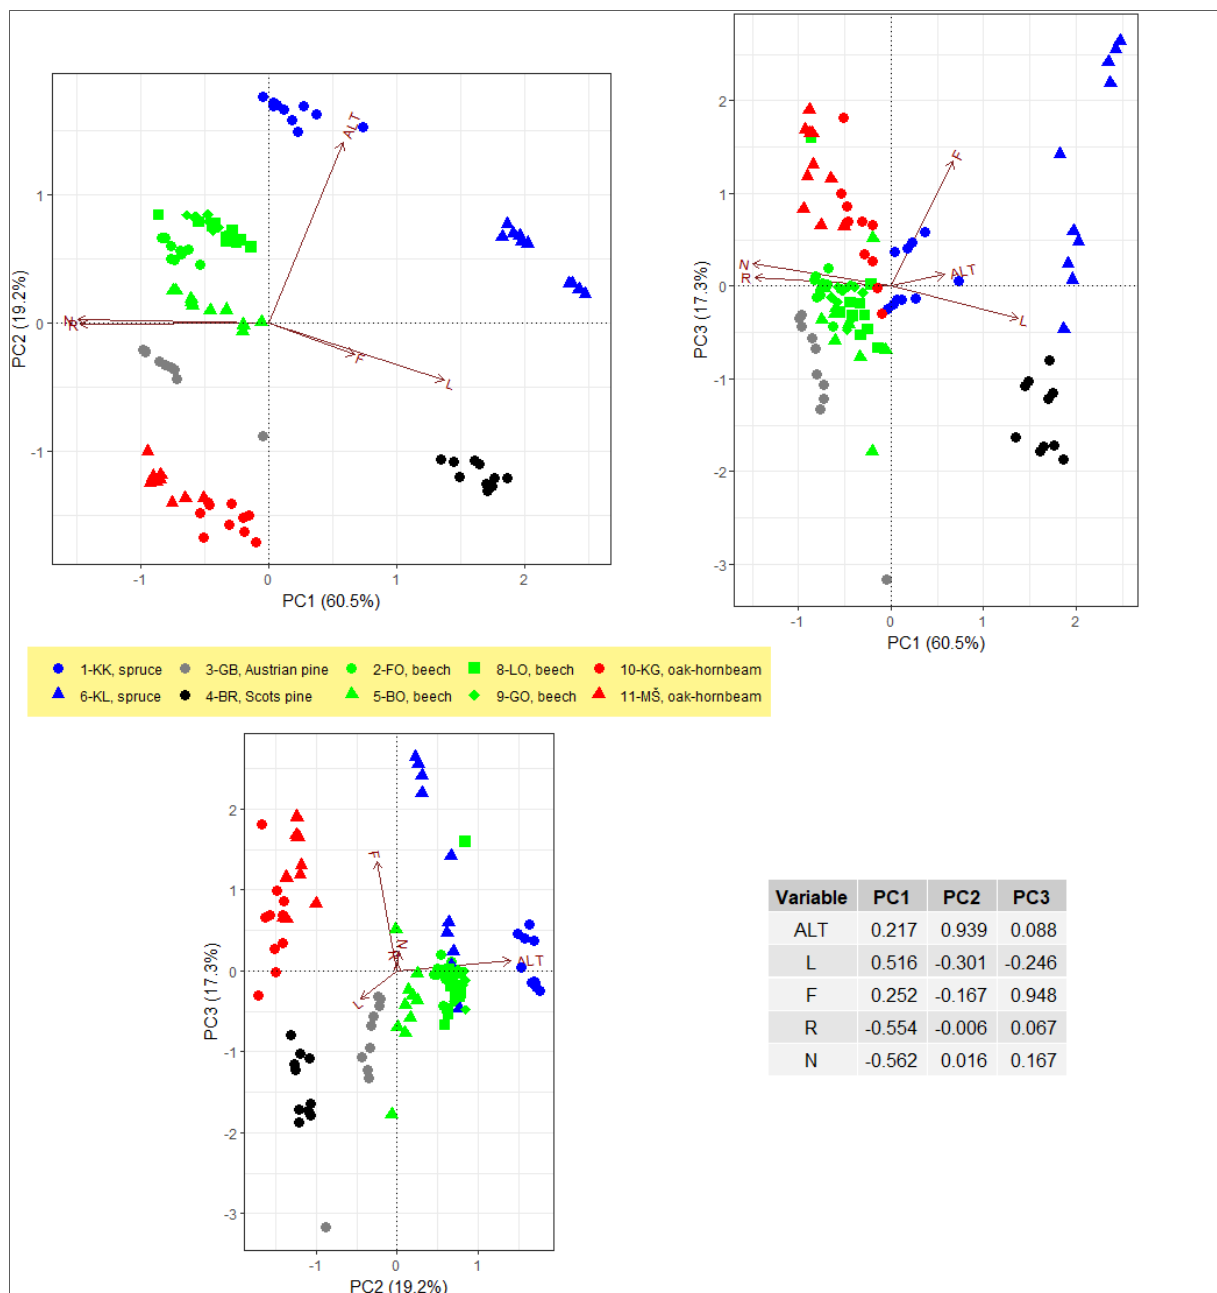 ALT
N
R
F
L
1
0
-1
-1
0
1
2
PC2 (19.2%)
PC1 (60.5%)
F
N
R
ALT
L
2
1
0
-1
-2
-3
-1
0
1
2
PC3 (17.3%)
PC1 (60.5%)
1-KK, spruce 3-GB, Austrian pine 2-FO, beech 8-LO, beech 10-KG, oak-hornbeam
6-KL, spruce 4-BR, Scots pine 5-BO, beech 9-GO, beech 11-MŠ, oak-hornbeam
F
N
R
ALT
L
2
1
0
-1
-2
-3
-1
0
1
PC3 (17.3%)
PC2 (19.2%)
Variable PC1 PC2 PC3
ALT 0.217 0.939 0.088
L 0.516 -0.301 -0.246
F 0.252 -0.167 0.948
R -0.554 -0.006 0.067
N -0.562 0.016 0.167